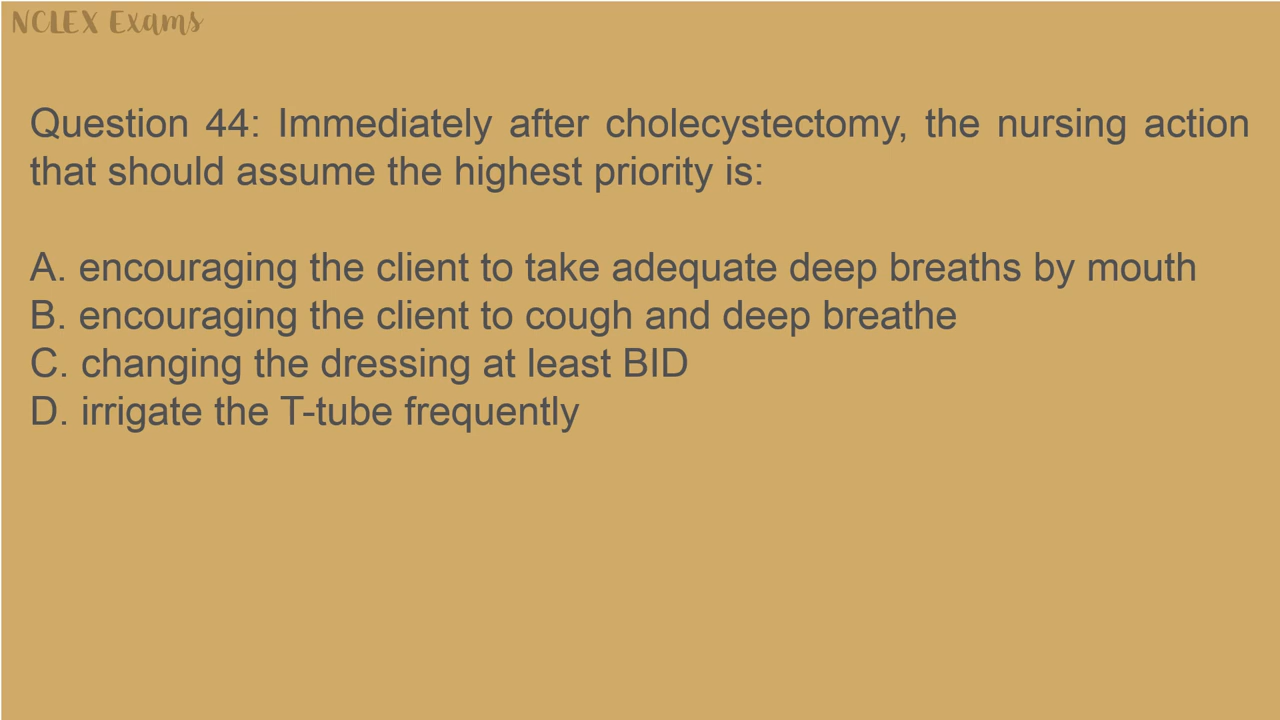 NCLEX Exams
Question 44: Immediately after cholecystectomy, the nursing action
that should assume the highest priority is:
A. encouraging the client to take adequate deep breaths by mouth
B. encouraging the client to cough and deep breathe
C. changing the dressing at least BID
D. irrigate the T-tube frequently